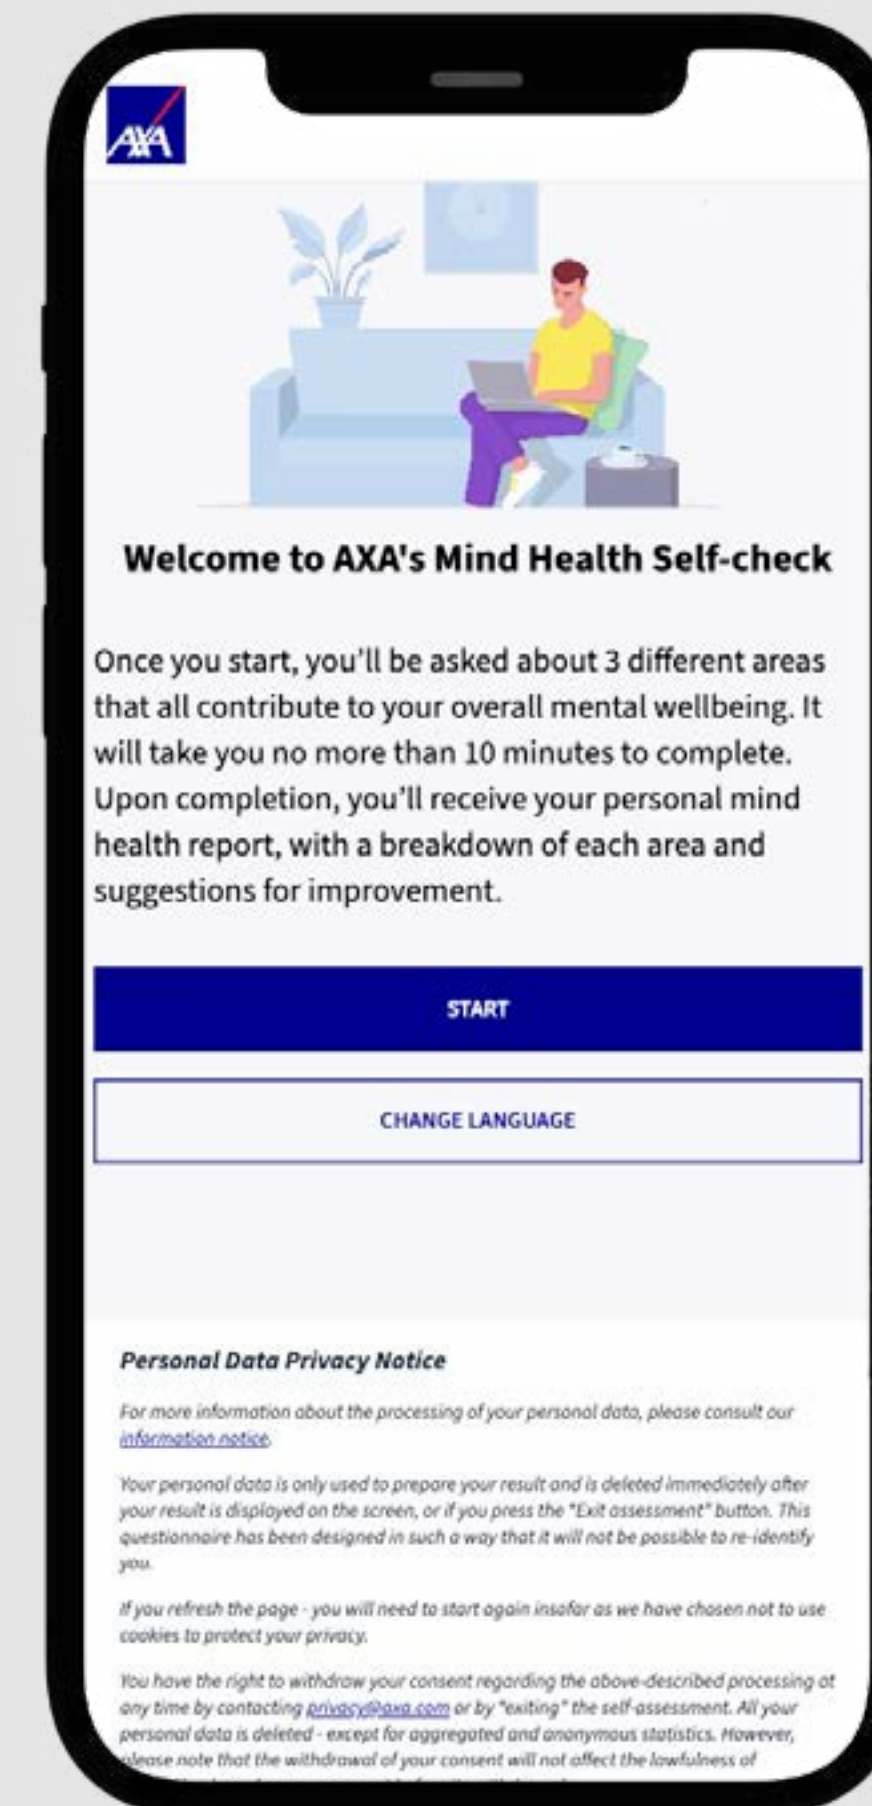 AXA
Welcome to AXA's Mind Health Self-check
Once you start, you'll be asked about 3 different areas
that all contribute to your overall mental wellbeing. It
will take you no more than 10 minutes to complete.
Upon completion, you'll receive your personal mind
health report, with a breakdown of each area and
suggestions for improvement.
START
CHANGE LANGUAGE
Personal Data Privacy Notice
For more information about the processing of your personal data, please consult our
information notice.
Your personal data is only used to prepare your result and is deleted immediately after
your result is displayed on the screen, or if you press the "Exit assessment" button. This
questionnaire has been designed in such a way that it will not be possible to re-identify
you.
If you refresh the page - you will need to start again insofar as we have chosen not to use
cookies to protect your privacy.
You have the right to withdraw your consent regarding the above-described processing at
any time by contacting privacy@axa.com or by "exiting" the self-assessment. All your
personal data is deleted - except for aggregated and anonymous statistics. However,
please note that the withdrawal of your consent will not affect the lawfulness of